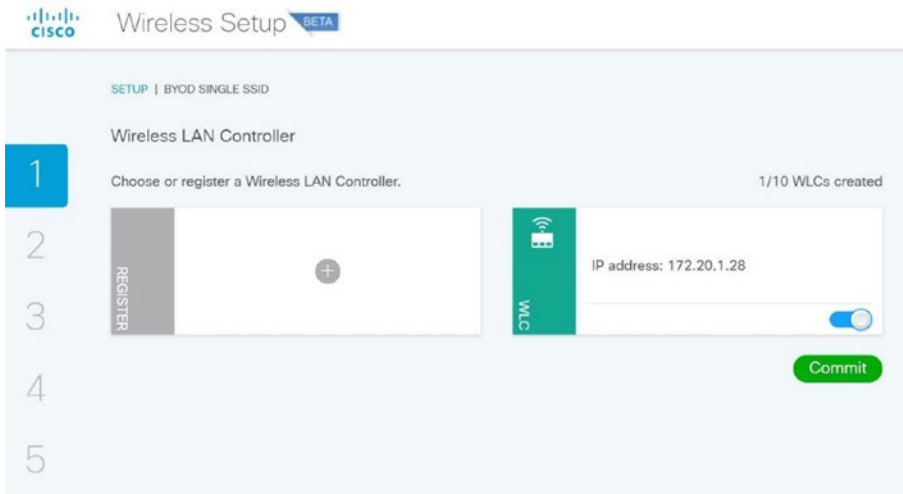 CISCO
Wireless Setup BETA
SETUP | BYOD SINGLE SSID
Wireless LAN Controller
Choose or register a Wireless LAN Controller.
1/10 WLCs created
1
2
3
4
5
REGISTER
WLC
IP address: 172.20.1.28
Commit